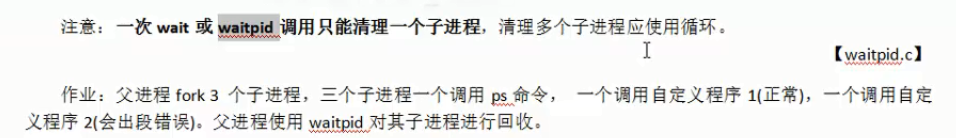 注意：一次 wait 或 waitpid 调用只能清理一个子进程，清理多个子进程应使用循环。
【waitpid.c】
作业：父进程 fork 3 个子进程，三个子进程一个调用 ps 命令， 一个调用自定义程序 1(正常)，一个调用自定
义程序 2(会出段错误)。父进程使用 waitpid 对其子进程进行回收。